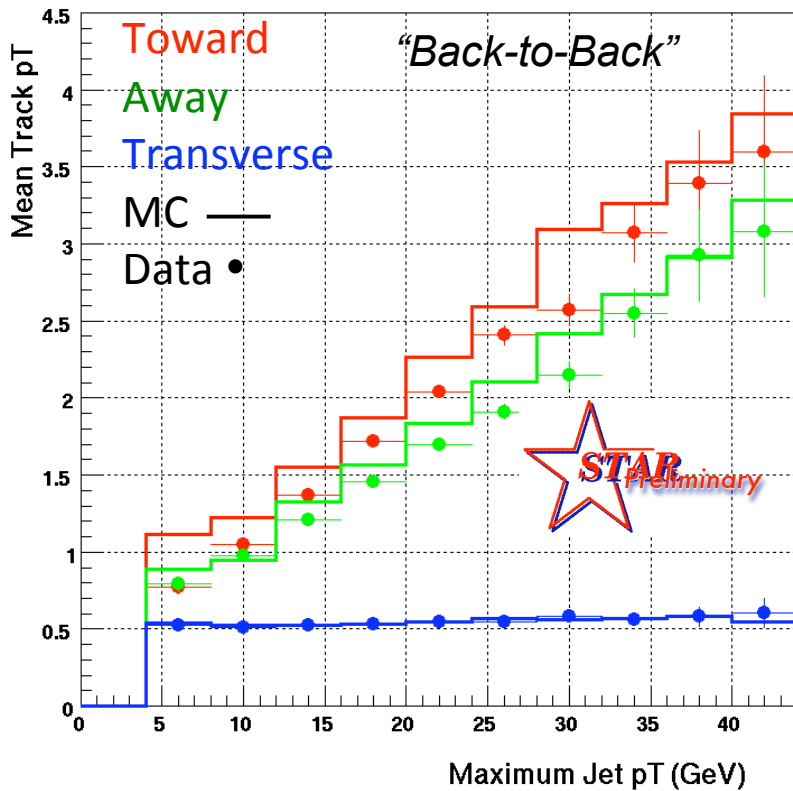 4.5
4
3.5
3
2.5
2
1.5
1
0.5
0
Mean Track pT
Toward
Away
Transverse
MC
Data
“Back-to-Back”
STAR
Preliminary
0 5 10 15 20 25 30 35 40
Maximum Jet pT (GeV)